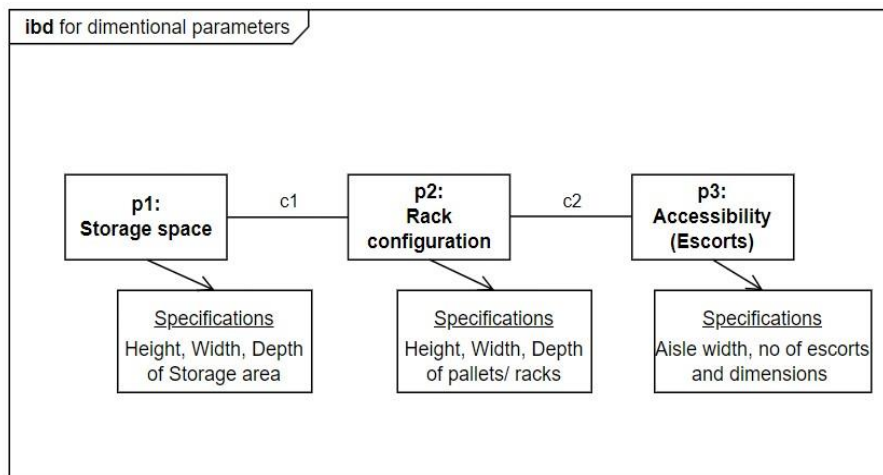 ibd for dimentional parameters
p1:
Storage space
c1
p2:
Rack
configuration
c2
p3:
Accessibility
(Escorts)
Specifications
Height, Width, Depth
of Storage area
Specifications
Height, Width, Depth
of pallets/ racks
Specifications
Aisle width, no of escorts
and dimensions